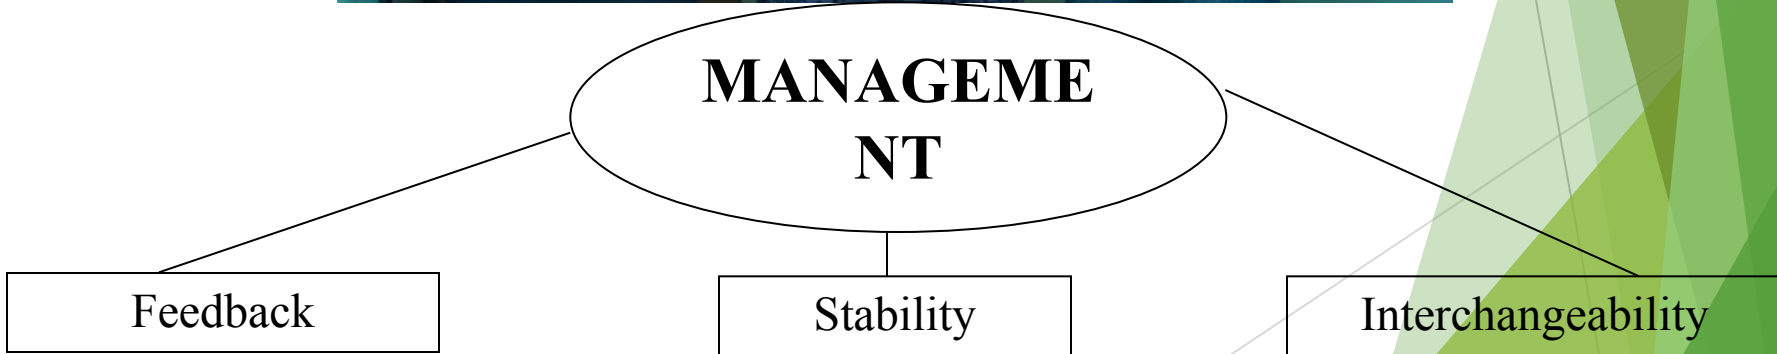 MANAGEME
NT
Feedback
Stability
Interchangeability